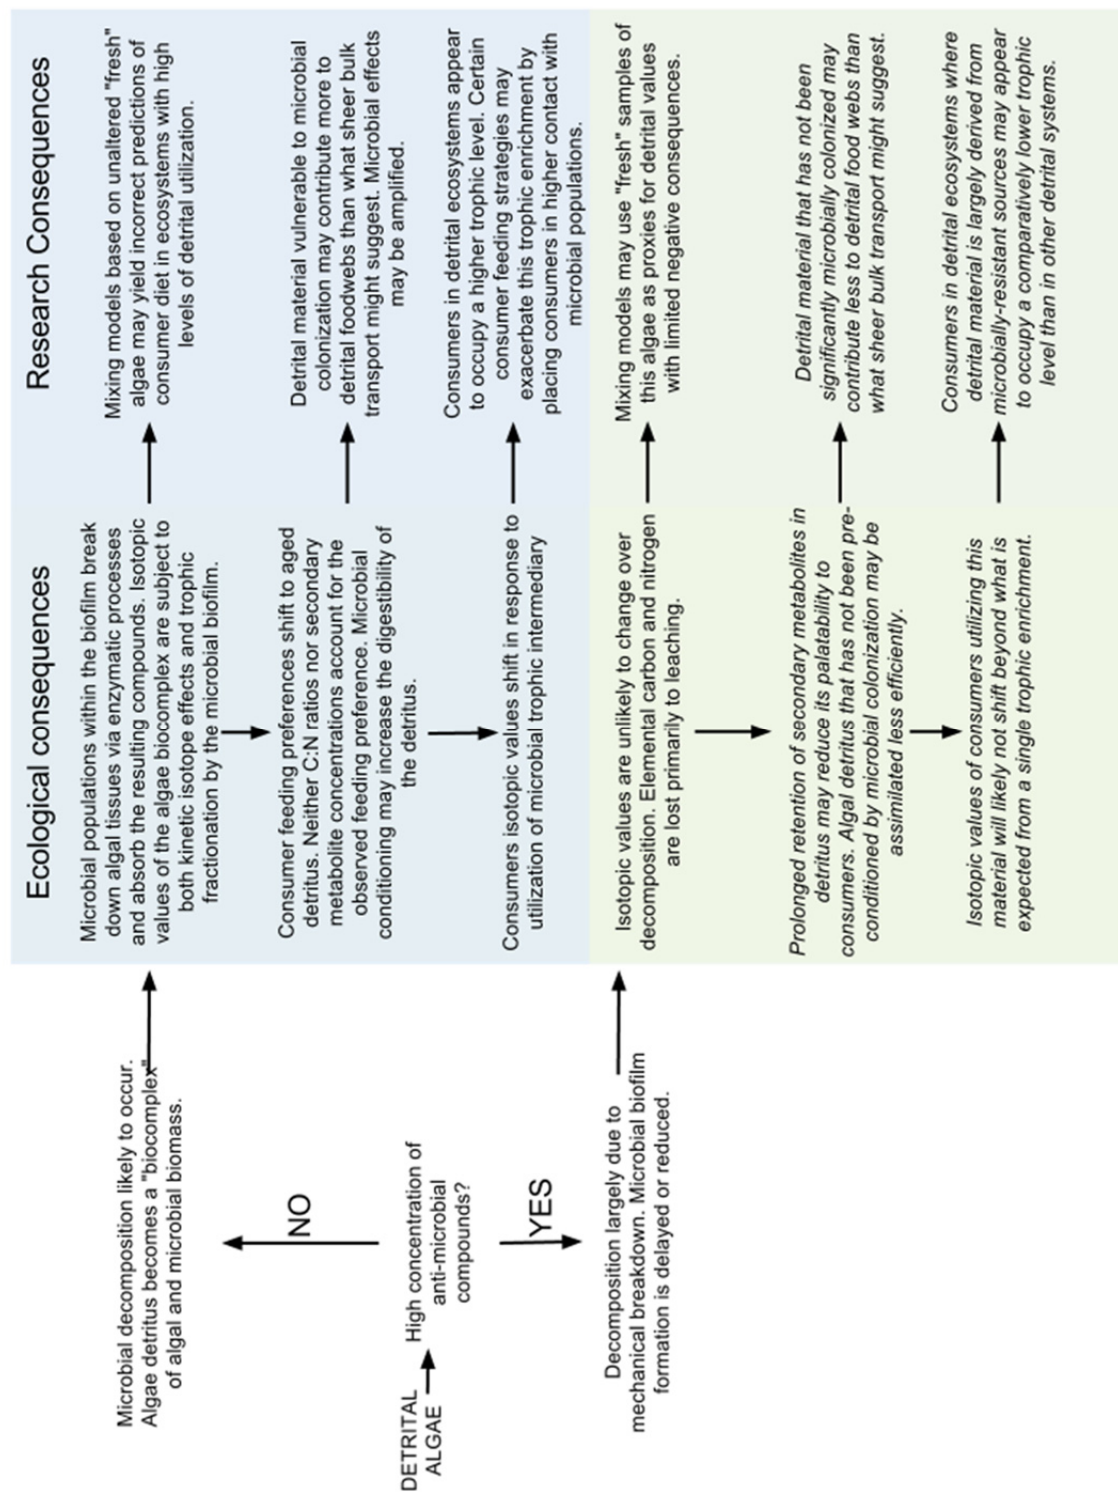 DETRITAL
ALGAE
High concentration of
anti-microbial
compounds?
NO
YES
Microbial decomposition likely to occur.
Algae detritus becomes a "biocomplex"
of algal and microbial biomass.
Decomposition largely due to
mechanical breakdown. Microbial biofilm
formation is delayed or reduced.
Ecological consequences
Research Consequences
Microbial populations within the biofilm break
down algal tissues via enzymatic processes
and absorb the resulting compounds. Isotopic
values of the algae biocomplex are subject to
both kinetic isotope effects and trophic
fractionation by the microbial biofilm.
Mixing models based on unaltered "fresh"
algae may yield incorrect predictions of
consumer diet in ecosystems with high
levels of detrital utilization.
Consumer feeding preferences shift to aged
detritus. Neither C:N ratios nor secondary
metabolite concentrations account for the
observed feeding preference. Microbial
conditioning may increase the digestibility of
the detritus.
Detrital material vulnerable to microbial
colonization may contribute more to
detrital foodwebs than what sheer bulk
transport might suggest. Microbial effects
may be amplified.
Consumers isotopic values shift in response to
utilization of microbial trophic intermediary
Consumers in detrital ecosystems appear
to occupy a higher trophic level. Certain
consumer feeding strategies may
exacerbate this trophic enrichment by
placing consumers in higher contact with
microbial populations.
Isotopic values are unlikely to change over
decomposition. Elemental carbon and nitrogen
are lost primarily to leaching.
Mixing models may use "fresh" samples of
this algae as proxies for detrital values
with limited negative consequences.
Prolonged retention of secondary metabolites in
detritus may reduce its palatability to
consumers. Algal detritus that has not been pre-
conditioned by microbial colonization may be
assimilated less efficiently.
Detrital material that has not been
significantly microbially colonized may
contribute less to detrital food webs than
what sheer bulk transport might suggest.
Isotopic values of consumers utilizing this
material will likely not shift beyond what is
expected from a single trophic enrichment.
Consumers in detrital ecosystems where
detrital material is largely derived from
microbially-resistant sources may appear
to occupy a comparatively lower trophic
level than in other detrital systems.